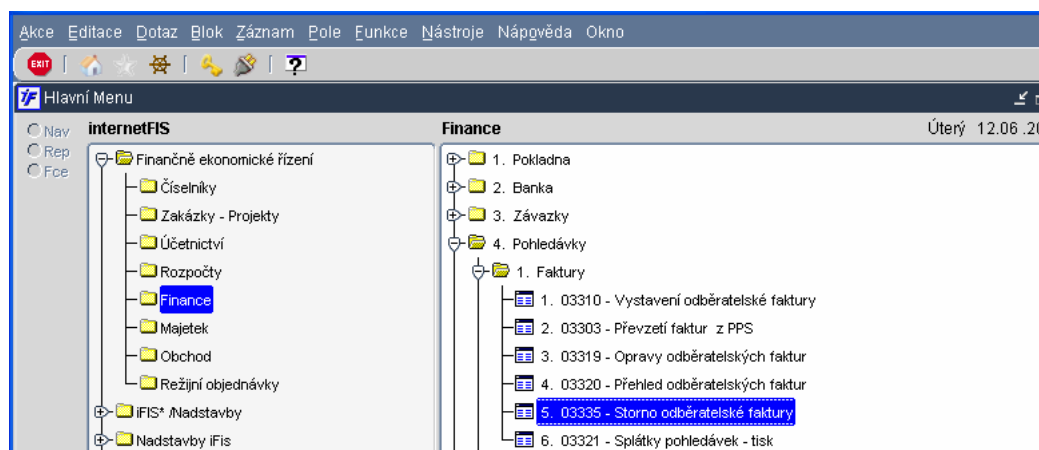 Akce Editace Dotaz Blok Záznam Pole Funkce Nástroje Nápověda Okno
EXIT
Hlavní Menu
Nav
Rep
Fce
internetFIS
Finančně ekonomické řízení
Číselníky
Zakázky - Projekty
Účetnictví
Rozpočty
Finance
Majetek
Obchod
Režijní objednávky
iFIS* /Nadstavby
Nadstavby iFis
Finance
Úterý 12.06 .20
1. Pokladna
2. Banka
3. Závazky
4. Pohledávky
1. Faktury
1. 03310 - Vystavení odběratelské faktury
2. 03303 - Převzetí faktur z PPS
3. 03319 - Opravy odběratelských faktur
4. 03320 - Přehled odběratelských faktur
5. 03335 - Storno odběratelské faktury
6. 03321 - Splátky pohledávek - tisk